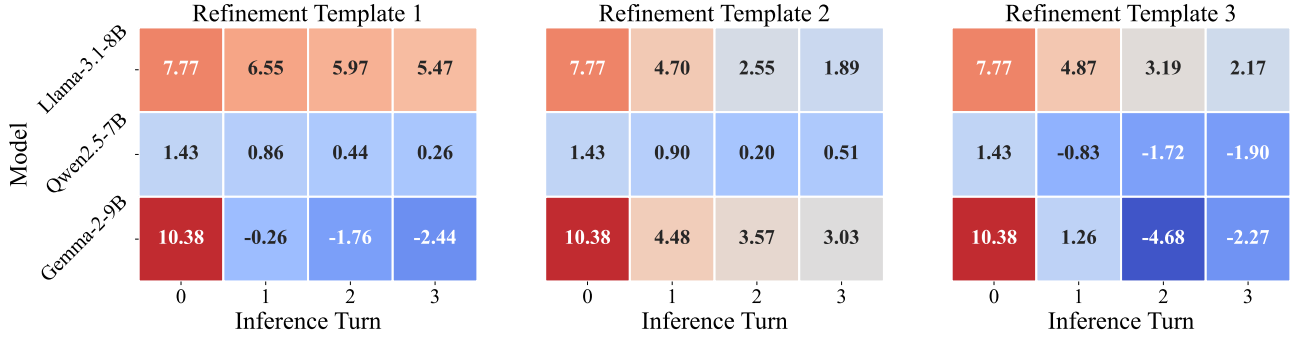 Refinement Template 1
Refinement Template 2
Refinement Template 3
Model
Llama-3.1-8B
7.77 6.55 5.97 5.47
7.77 4.70 2.55 1.89
7.77 4.87 3.19 2.17
Qwen2.5-7B
1.43 0.86 0.44 0.26
1.43 0.90 0.20 0.51
1.43 -0.83 -1.72 -1.90
Gemma-2-9B
10.38 -0.26 -1.76 -2.44
10.38 4.48 3.57 3.03
10.38 1.26 -4.68 -2.27
0 1 2 3
0 1 2 3
0 1 2 3
Inference Turn
Inference Turn
Inference Turn